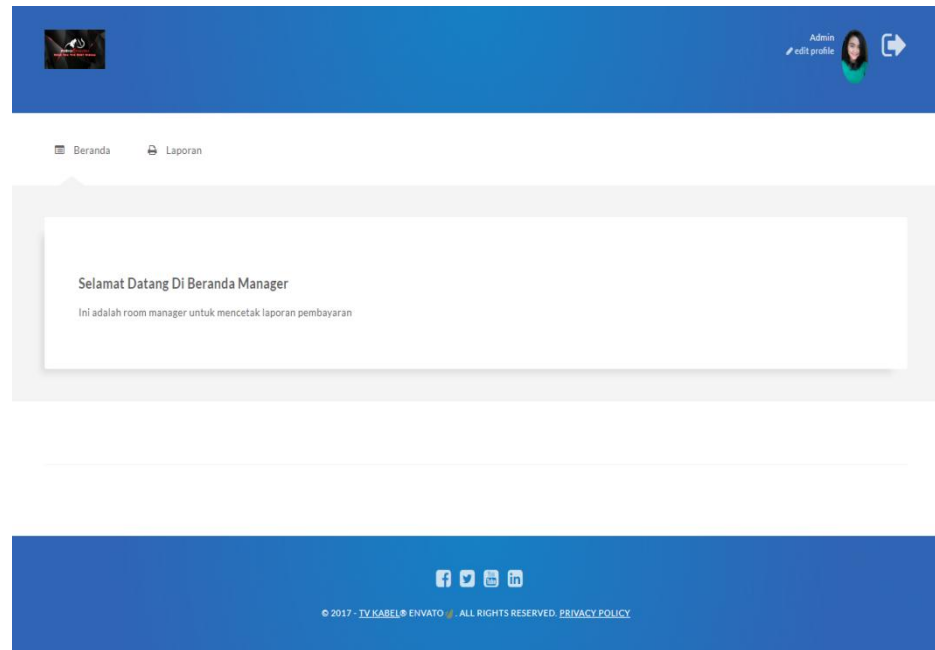 Admin
edit profile
Beranda
Laporan
Selamat Datang Di Beranda Manager
Ini adalah room manager untuk mencetak laporan pembayaran
© 2017 - TV KABEL® ENVATO . ALL RIGHTS RESERVED. PRIVACY POLICY